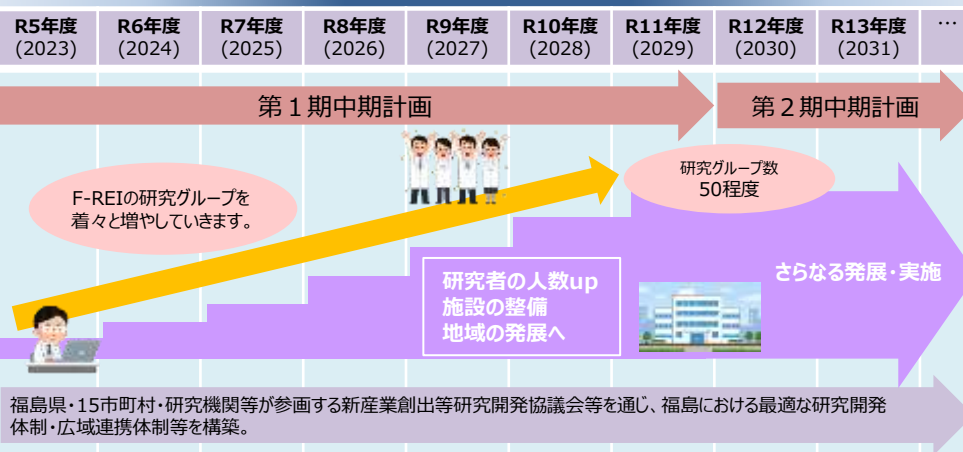 R5年度 R6年度 R7年度 R8年度 R9年度 R10年度 R11年度 R12年度 R13年度 …
(2023) (2024) (2025) (2026) (2027) (2028) (2029) (2030) (2031)
第1期中期計画 第2期中期計画
研究グループ数
50程度
F-REIの研究グループを
着々と増やしていきます。
研究者の人数up
施設の整備
地域の発展へ
さらなる発展・実施
福島県・15市町村・研究機関等が参画する新産業創出等研究開発協議会等を通じ、福島における最適な研究開発
体制・広域連携体制等を構築。